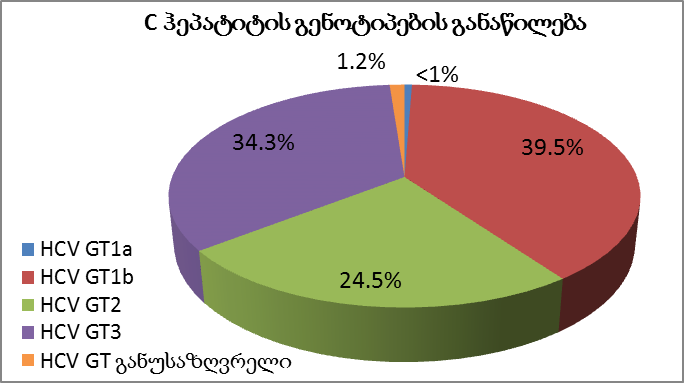 C ჰეპატიტის გენოტიპების განაწილება
1.2%
<1%
34.3%
39.5%
24.5%
HCV GT1a
HCV GT1b
HCV GT2
HCV GT3
HCV GT განუსაზღვრელი